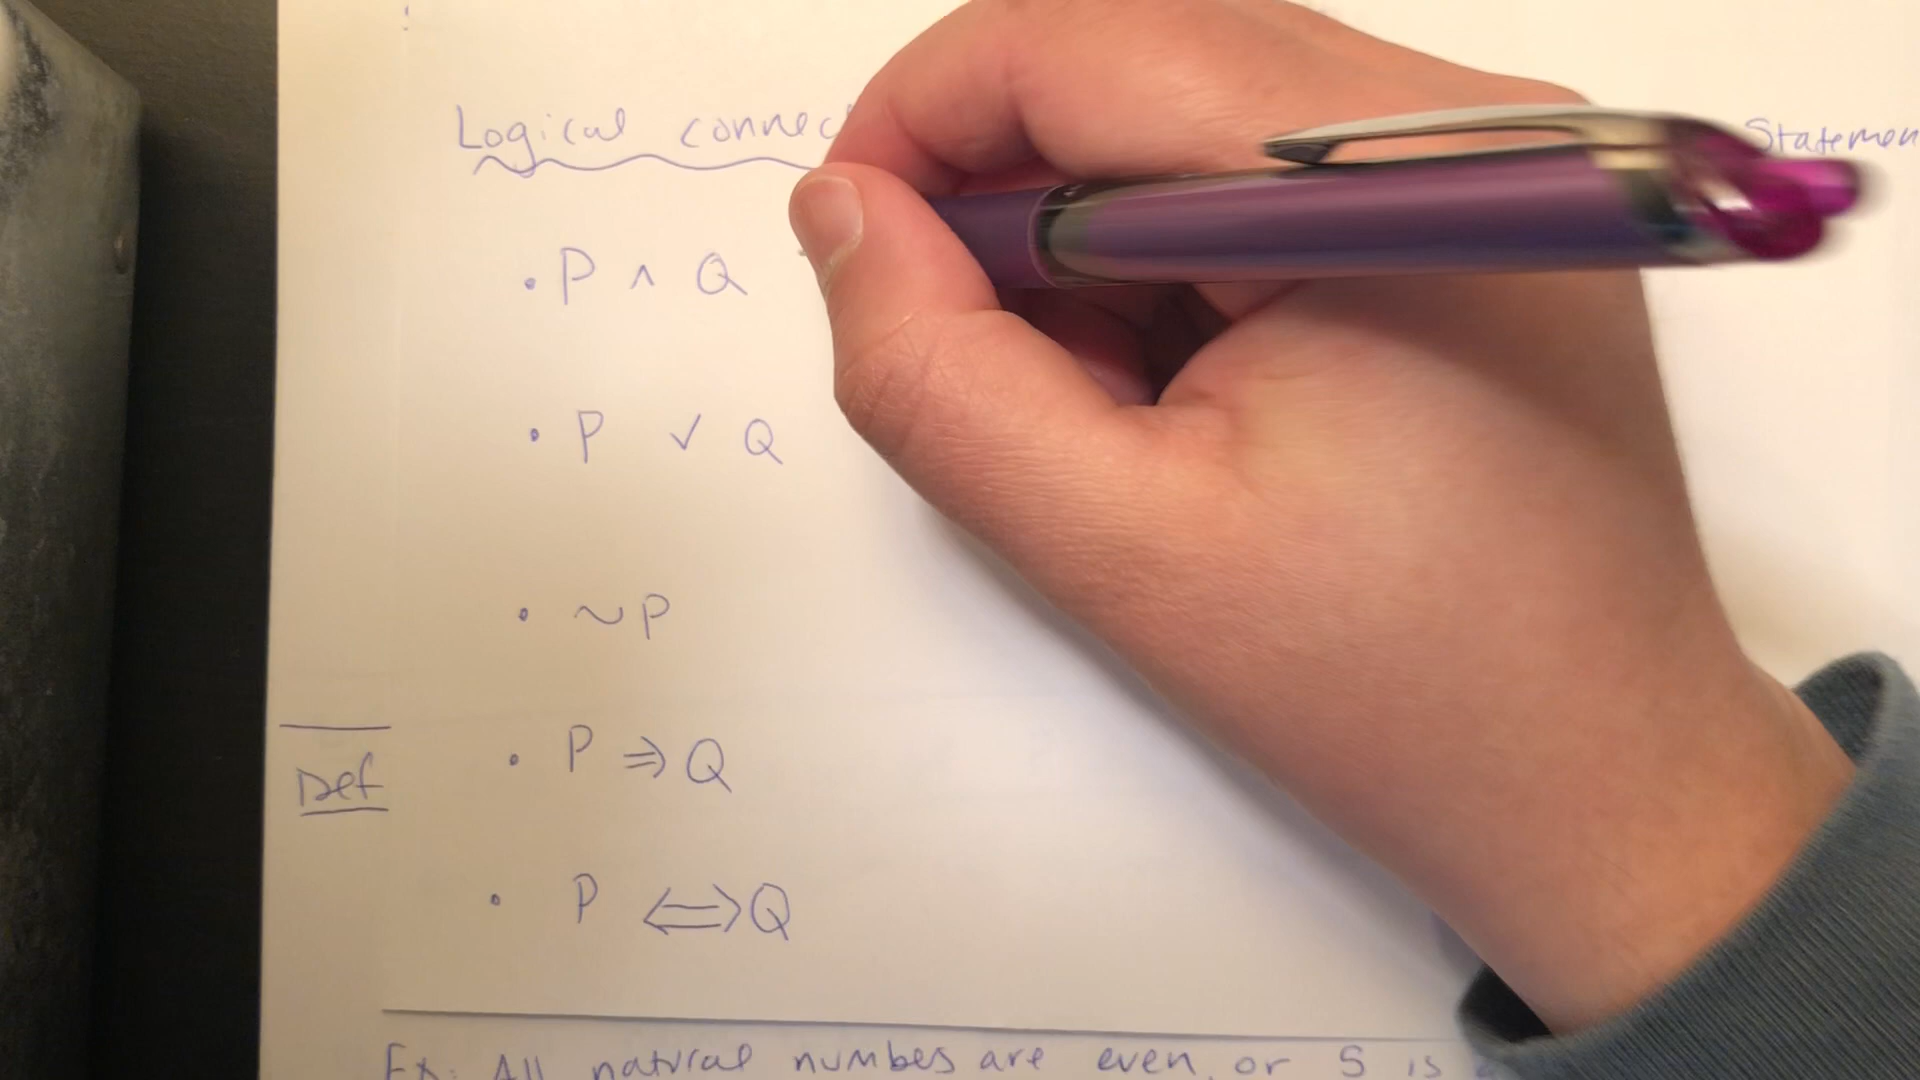 Logical connec Statemen
• P ∧ Q
• P ∨ Q
• ~P
• P ⇒ Q
Def
• P ⇔ Q
Ex: All natural numbes are even, or 5 is